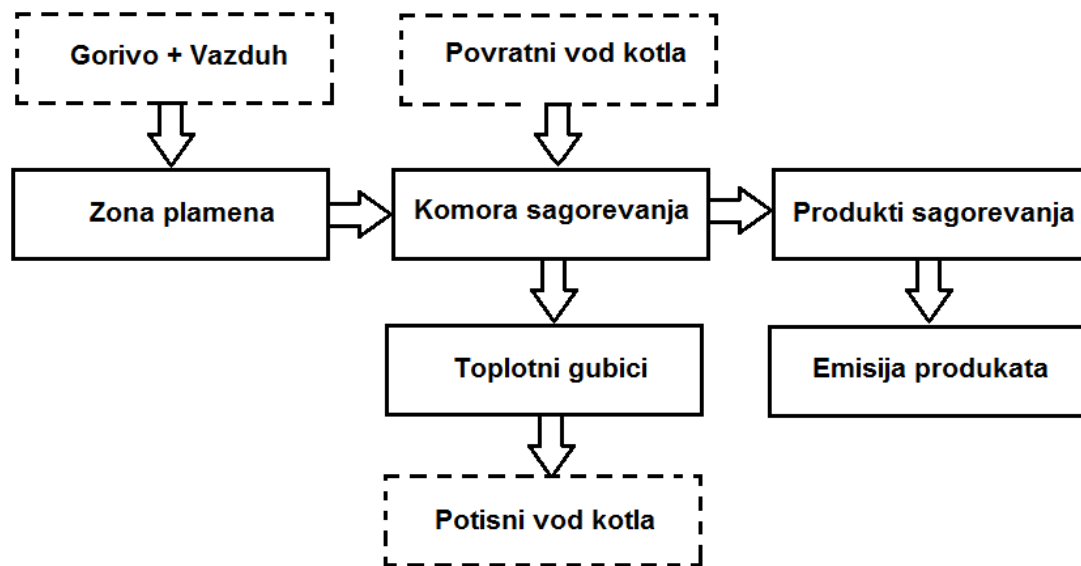 Gorivo + Vazduh
Povratni vod kotla
Zona plamena
Komora sagorevanja
Produkti sagorevanja
Toplotni gubici
Emisija produkata
Potisni vod kotla